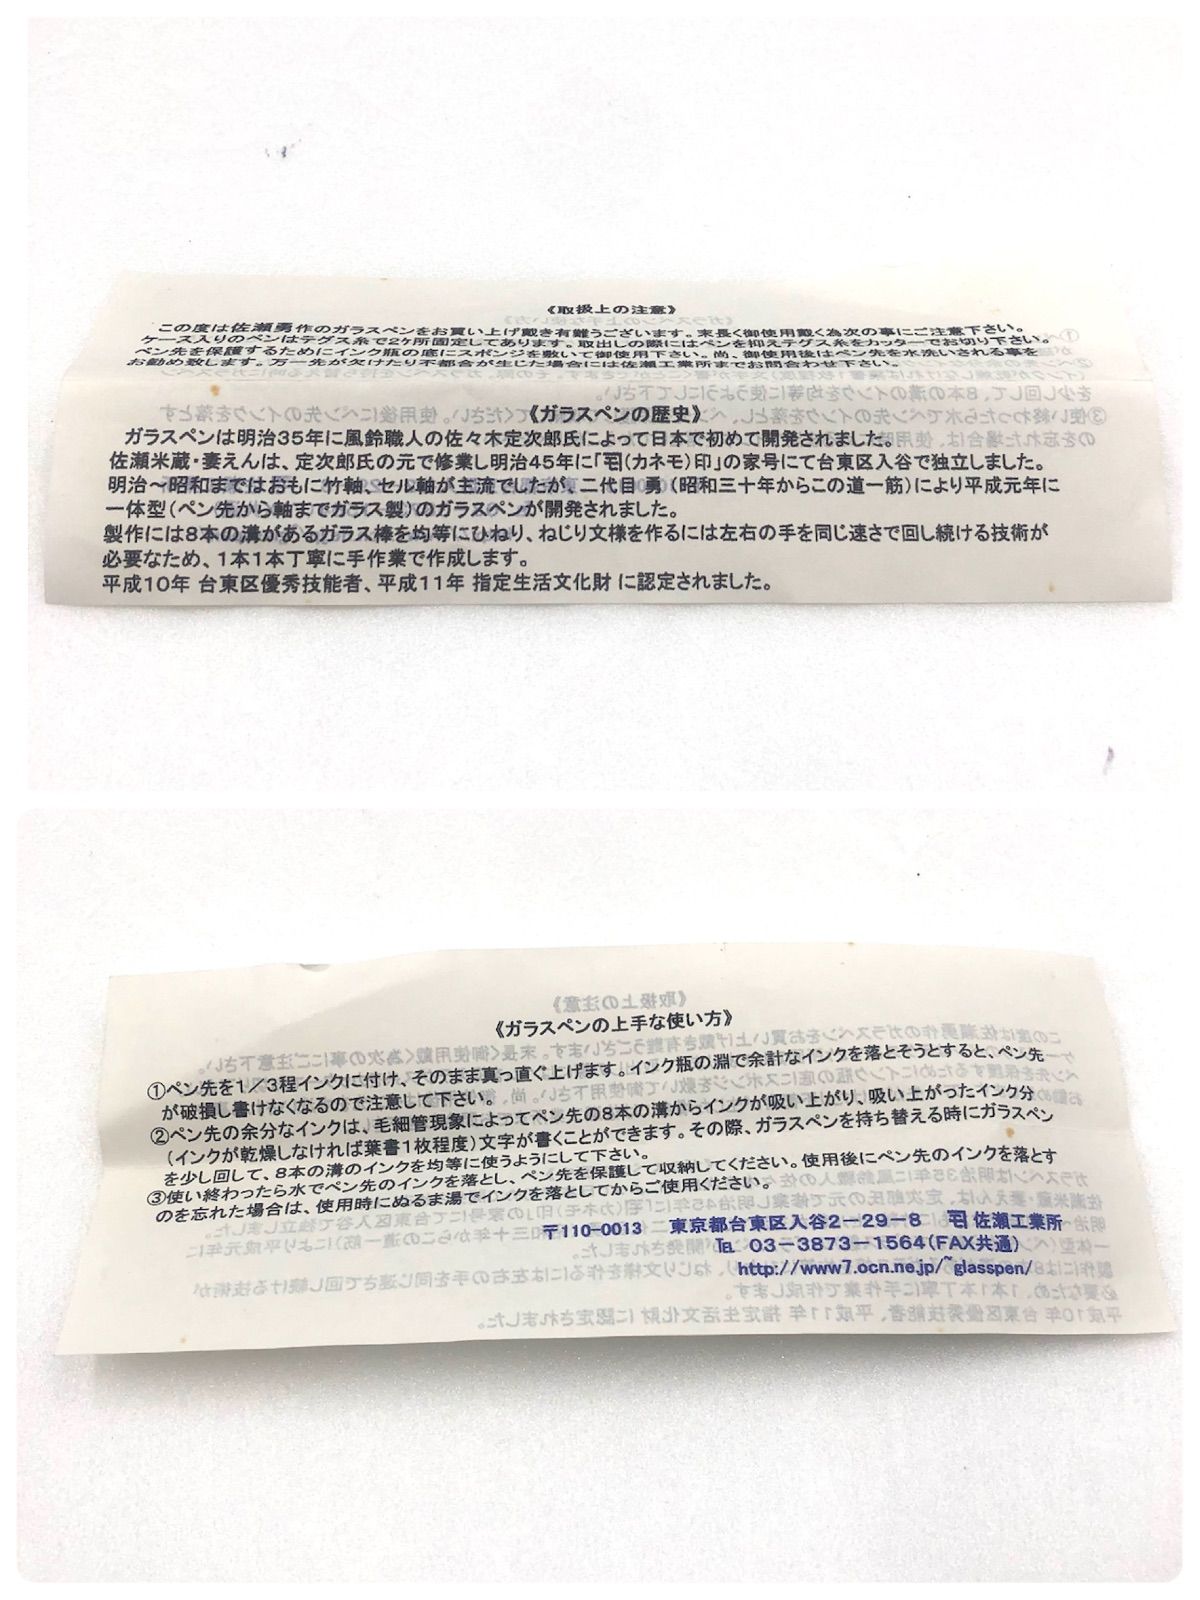 《取扱上の注意》
この度は佐瀬勇作のガラスペンをお買い上げ戴き有難うございます。末長く御使用戴く為次の事にご注意下さい。
ケース入りのペンはテグス糸で2ケ所固定してあります。取出しの際にはペンを抑えテグス糸をカッターでお切り下さい。
ペン先を保護するためにインク瓶の底にスポンジを敷いて御使用下さい。尚、御使用後はペン先を水洗いされる事を
お勧め致します。万一先が欠けたり不都合が生じた場合には佐瀬工業所までお問合わせ下さい。
《ガラスペンの歴史》
ガラスペンは明治35年に風鈴職人の佐々木定次郎氏によって日本で初めて開発されました。
佐瀬米蔵・妻えんは、定次郎氏の元で修業し明治45年に「(カネモ)印」の家号にて台東区入谷で独立しました。
明治～昭和まではおもに竹軸、セル軸が主流でしたが、二代目 勇（昭和三十年からこの道一筋）により平成元年に
一体型(ペン先から軸までガラス製)のガラスペンが開発されました。
製作には8本の溝があるガラス棒を均等にひねり、ねじり文様を作るには左右の手を同じ速さで回し続ける技術が
必要なため、1本1本丁寧に手作業で作成します。
平成10年 台東区優秀技能者、平成11年 指定生活文化財 に認定されました。
《ガラスペンの上手な使い方》
①ペン先を1／3程インクに付け、そのまま真っ直ぐ上げます。インク瓶の淵で余計なインクを落とそうとすると、ペン先
が破損し書けなくなるので注意して下さい。
②ペン先の余分なインクは、毛細管現象によってペン先の8本の溝からインクが吸い上がり、吸い上がったインク分
(インクが乾燥しなければ葉書1枚程度)文字が書くことができます。その際、ガラスペンを持ち替える時にガラスペン
を少し回して、8本の溝のインクを均等に使うようにして下さい。
③使い終わったら水でペン先のインクを落とし、ペン先を保護して収納してください。使用後にペン先のインクを落とす
のを忘れた場合は、使用時にぬるま湯でインクを落としてからご使用ください。
〒110-0013 東京都台東区入谷2－29－8 佐瀬工業所
℡ 03－3873－1564(FAX共通)
http://www7.ocn.ne.jp/~glasspen/